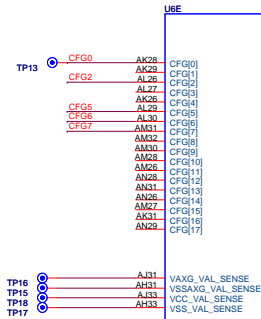 U6E
TP13
CFG0
AK28
CFG[0]
AK29
CFG[1]
CFG2
AL26
CFG[2]
AL27
CFG[3]
AK26
CFG[4]
CFG5
AL29
CFG[5]
CFG6
AL30
CFG[6]
CFG7
AM31
CFG[7]
AM32
CFG[8]
AM30
CFG[9]
AM28
CFG[10]
AM26
CFG[11]
AN28
CFG[12]
AN31
CFG[13]
AN26
CFG[14]
AM27
CFG[15]
AK31
CFG[16]
AN29
CFG[17]
TP16
AJ31
VAXG_VAL_SENSE
TP15
AH31
VSSAXG_VAL_SENSE
TP18
AJ33
VCC_VAL_SENSE
TP17
AH33
VSS_VAL_SENSE